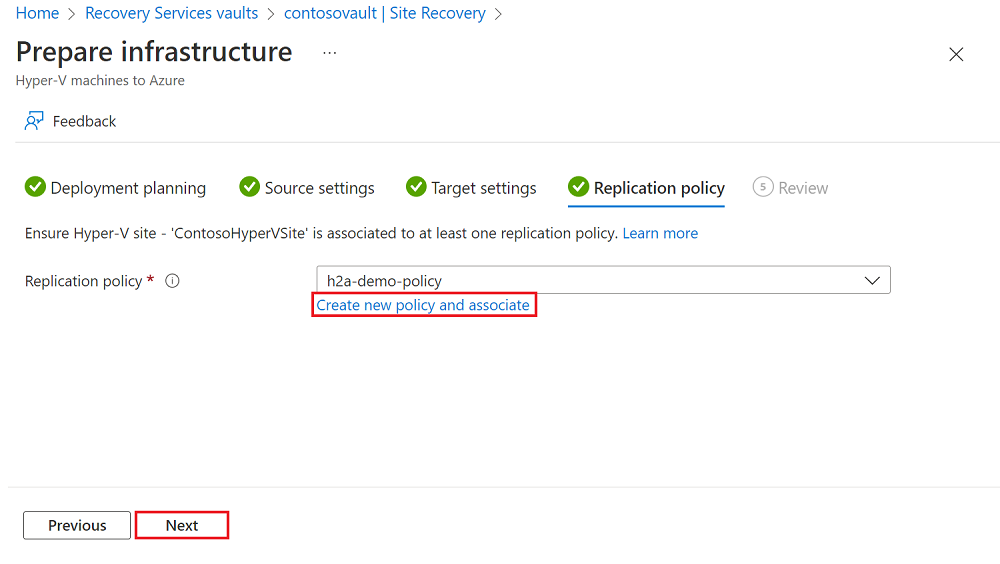 Home > Recovery Services vaults > contosovault | Site Recovery >
Prepare infrastructure ...
Hyper-V machines to Azure
Feedback
Deployment planning Source settings Target settings Replication policy 5 Review
Ensure Hyper-V site - 'ContosoHyperVSite' is associated to at least one replication policy. Learn more
Replication policy * i h2a-demo-policy
Create new policy and associate
Previous Next